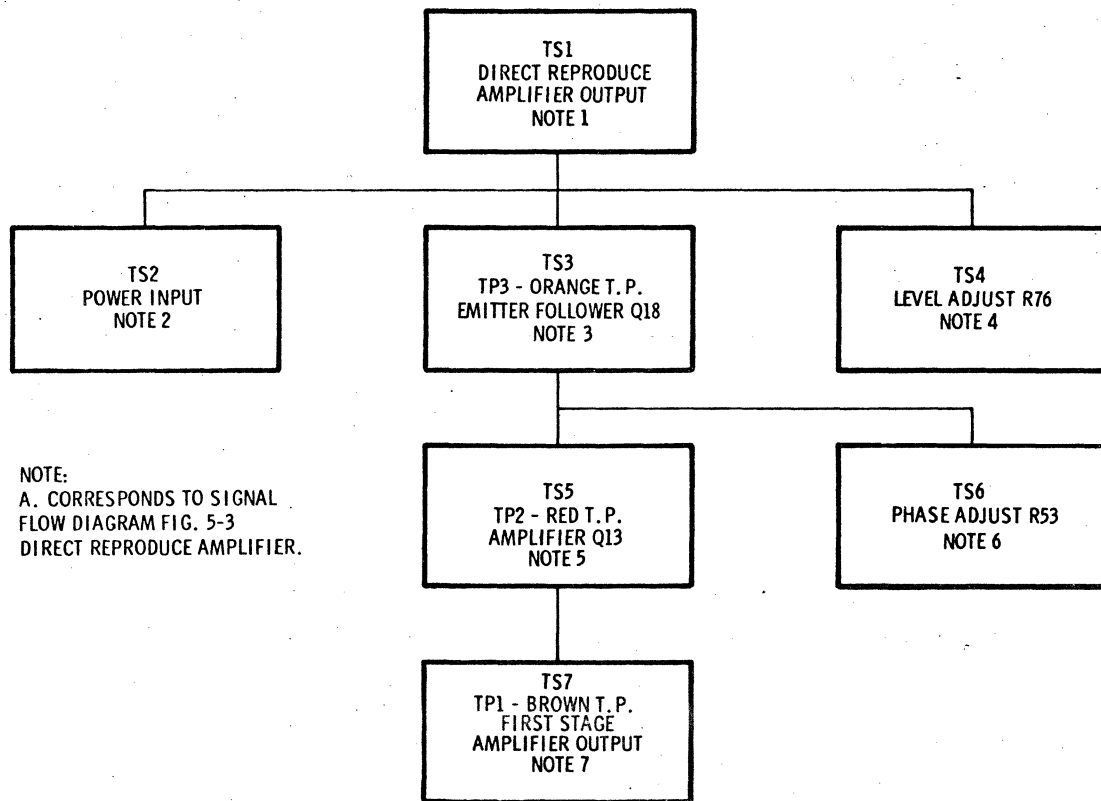 TS1
DIRECT REPRODUCE
AMPLIFIER OUTPUT
NOTE 1
TS2
POWER INPUT
NOTE 2
TS3
TP3 - ORANGE T. P.
EMITTER FOLLOWER Q18
NOTE 3
TS4
LEVEL ADJUST R76
NOTE 4
NOTE:
A. CORRESPONDS TO SIGNAL
FLOW DIAGRAM FIG. 5-3
DIRECT REPRODUCE AMPLIFIER.
TS5
TP2 - RED T. P.
AMPLIFIER Q13
NOTE 5
TS6
PHASE ADJUST R53
NOTE 6
TS7
TP1 - BROWN T. P.
FIRST STAGE
AMPLIFIER OUTPUT
NOTE 7